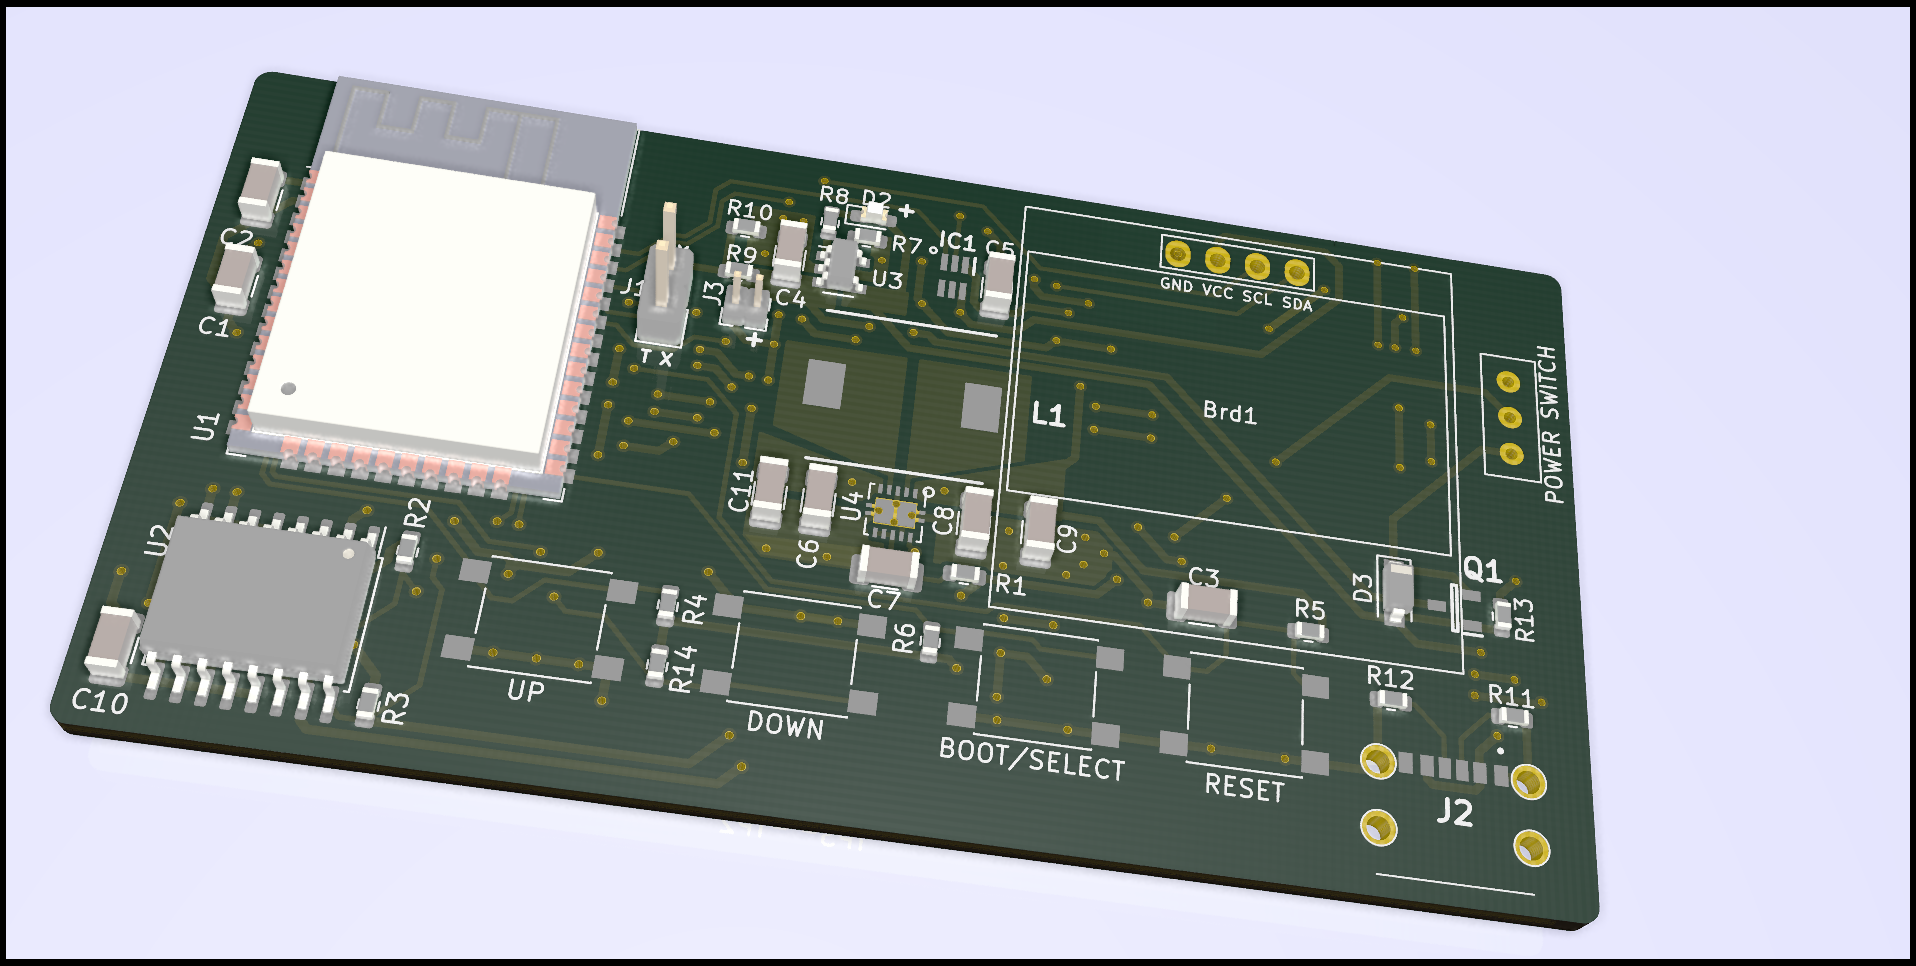 R8 D2 +
R10
R7
IC1
C5
C2
R9
U3
J1
J3
C4
GND VCC SCL SDA
C1
+
T X
POWER SWITCH
L1
Brd1
U1
C11
U4
C8
C9
R2
U2
C6
Q1
C7
R1
C3
D3
R5
R13
R4
R6
R14
R12
R11
C10
R3
UP
DOWN
BOOT/SELECT
RESET
J2